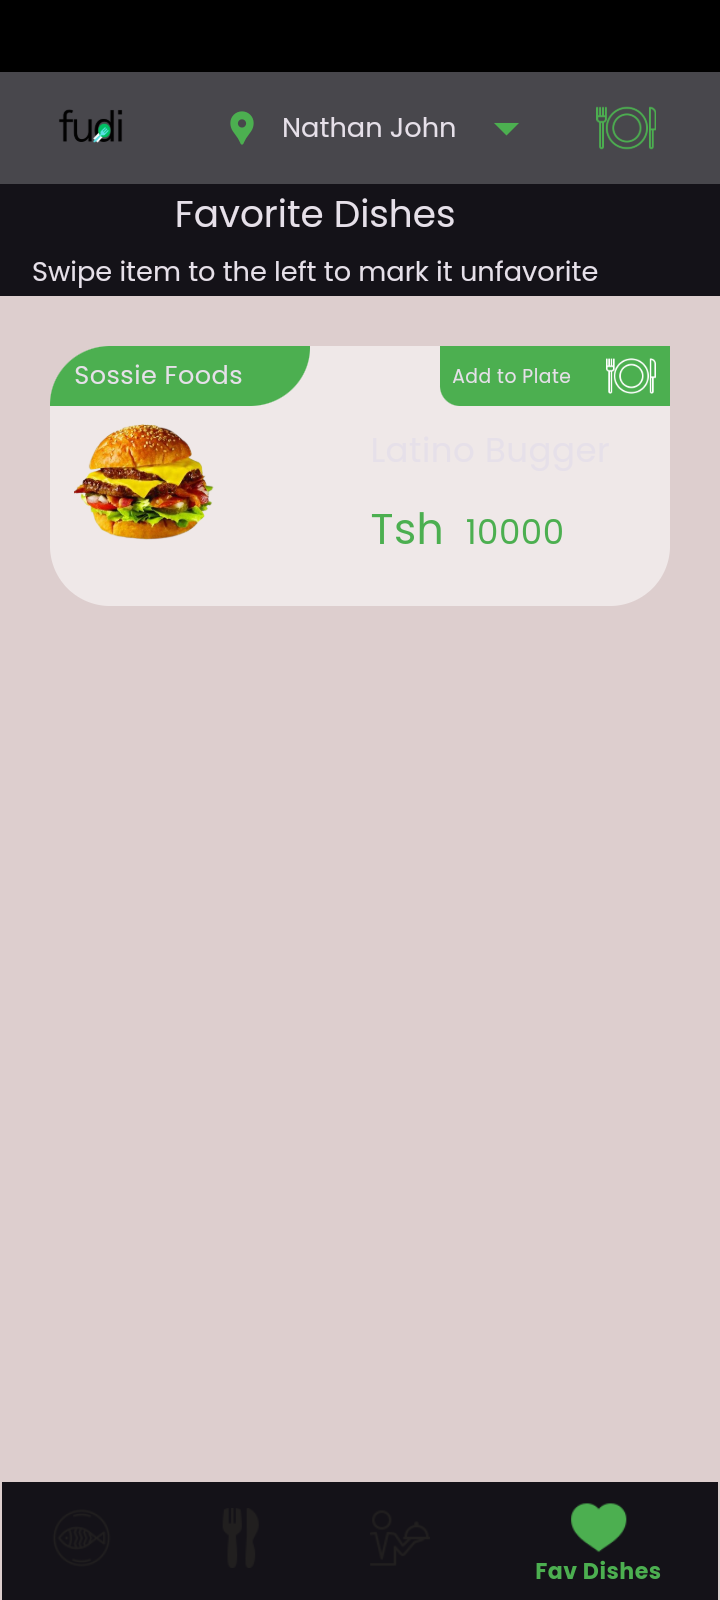 fudi
Nathan John
Favorite Dishes
Swipe item to the left to mark it unfavorite
Sossie Foods
Add to Plate
Latino Bugger
Tsh 10000
Fav Dishes